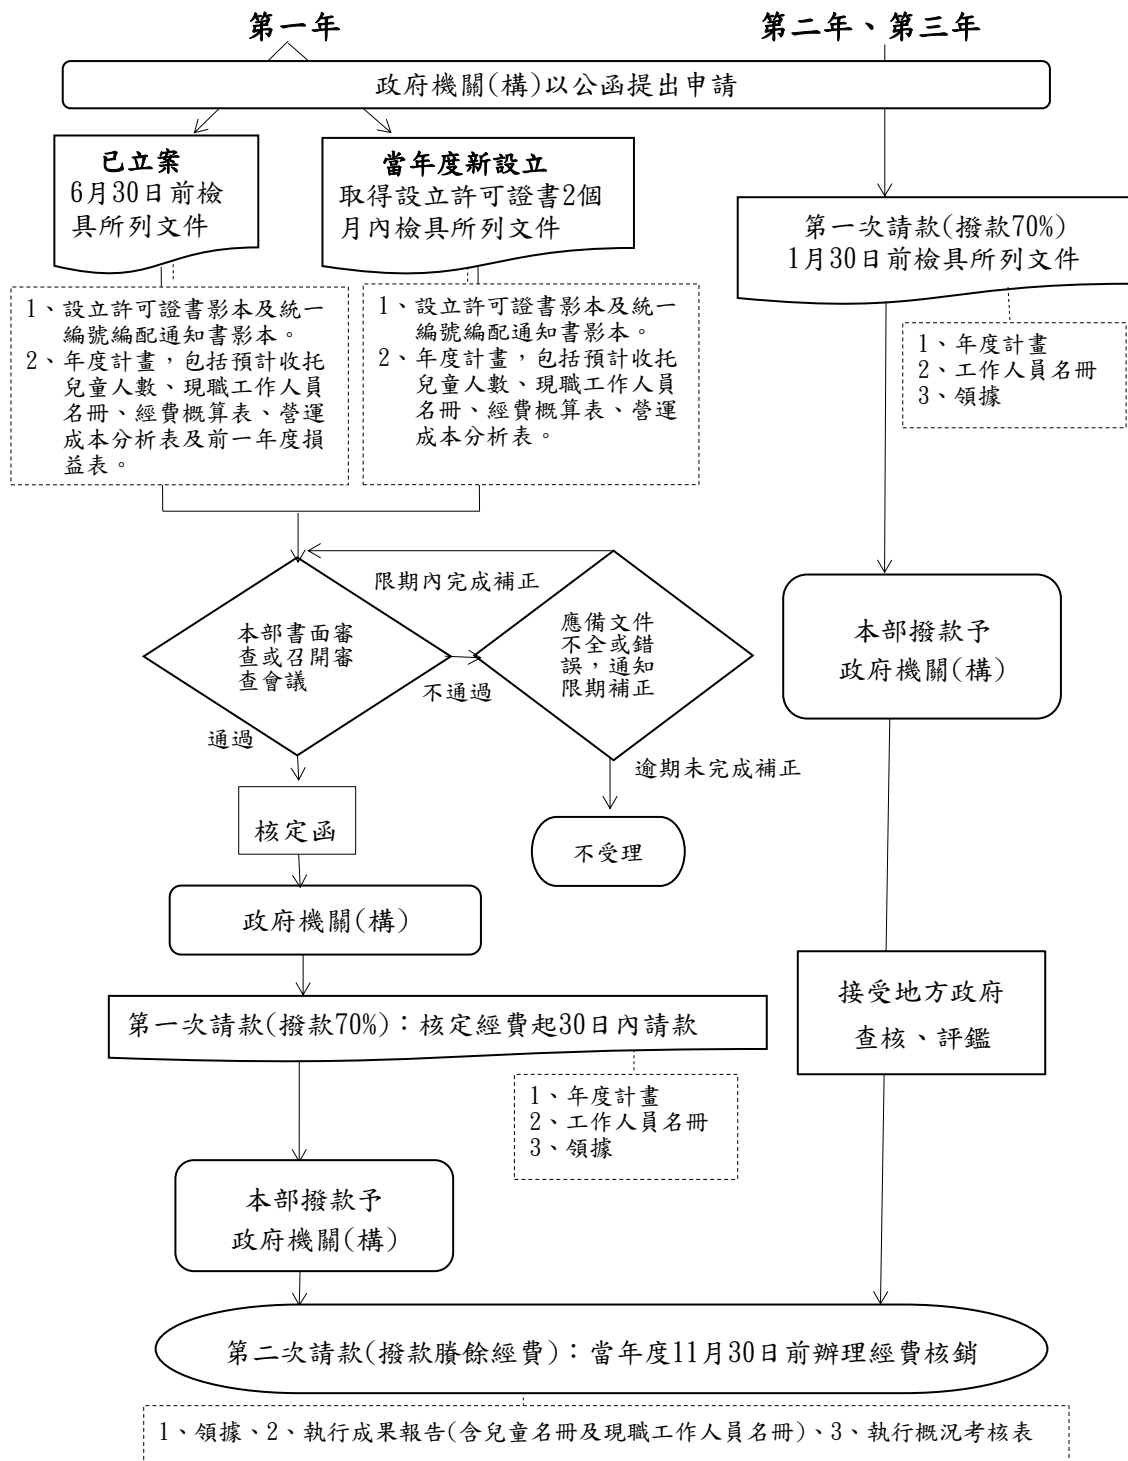 第一年
第二年、第三年
政府機關(構)以公函提出申請
已立案
6月30日前檢
具所列文件
當年度新設立
取得設立許可證書2個
月內檢具所列文件
第一次請款(撥款70%)
1月30日前檢具所列文件
1、設立許可證書影本及統一
編號編配通知書影本。
2、年度計畫，包括預計收托
兒童人數、現職工作人員
名冊、經費概算表、營運
成本分析表及前一年度損
益表。
1、設立許可證書影本及統一
編號編配通知書影本。
2、年度計畫，包括預計收托
兒童人數、現職工作人員
名冊、經費概算表、營運
成本分析表。
1、年度計畫
2、工作人員名冊
3、領據
限期內完成補正
本部書面審
查或召開審
查會議
應備文件
不全或錯
誤，通知
限期補正
不通過
通過
逾期未完成補正
本部撥款予
政府機關(構)
核定函
不受理
政府機關(構)
接受地方政府
查核、評鑑
第一次請款(撥款70%)：核定經費起30日內請款
1、年度計畫
2、工作人員名冊
3、領據
本部撥款予
政府機關(構)
第二次請款(撥款賸餘經費)：當年度11月30日前辦理經費核銷
1、領據、2、執行成果報告(含兒童名冊及現職工作人員名冊)、3、執行概況考核表